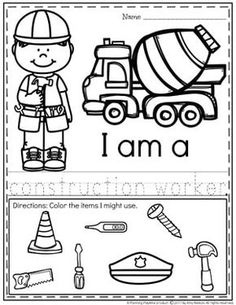 Name:
I am a
construction worker
Directions: Color the items I might use.